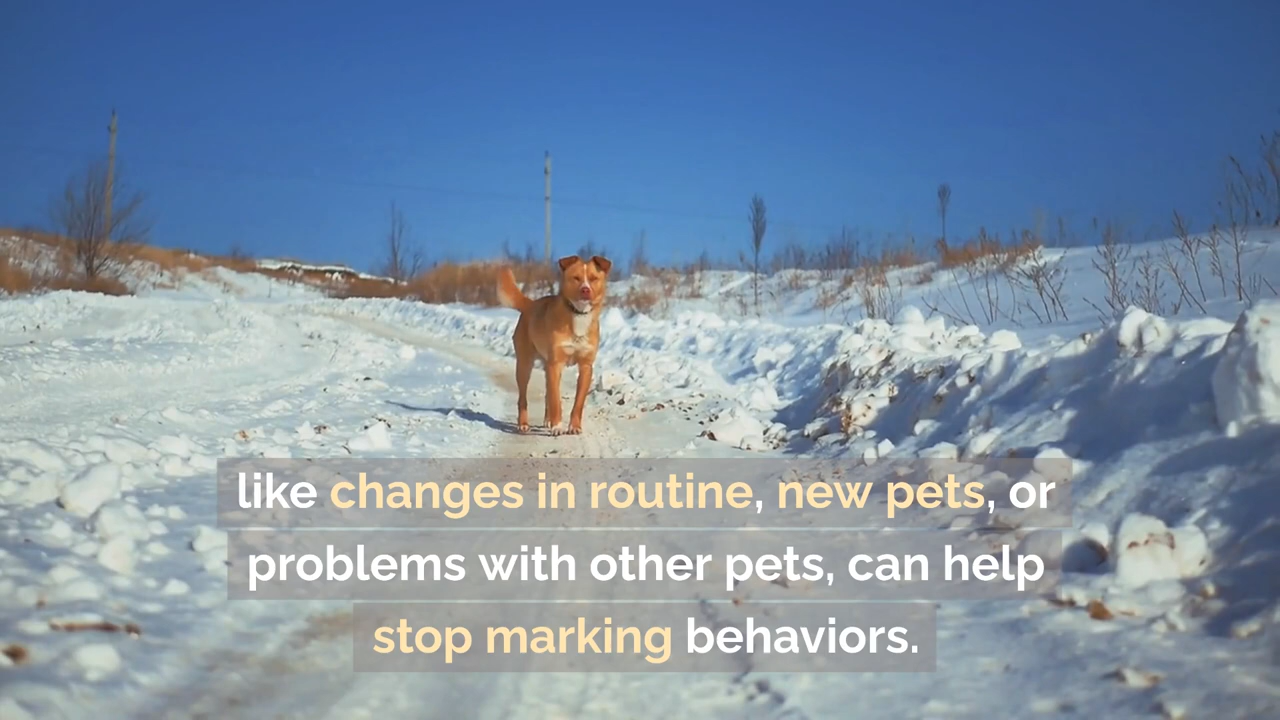 like changes in routine, new pets, or
problems with other pets, can help
stop marking behaviors.